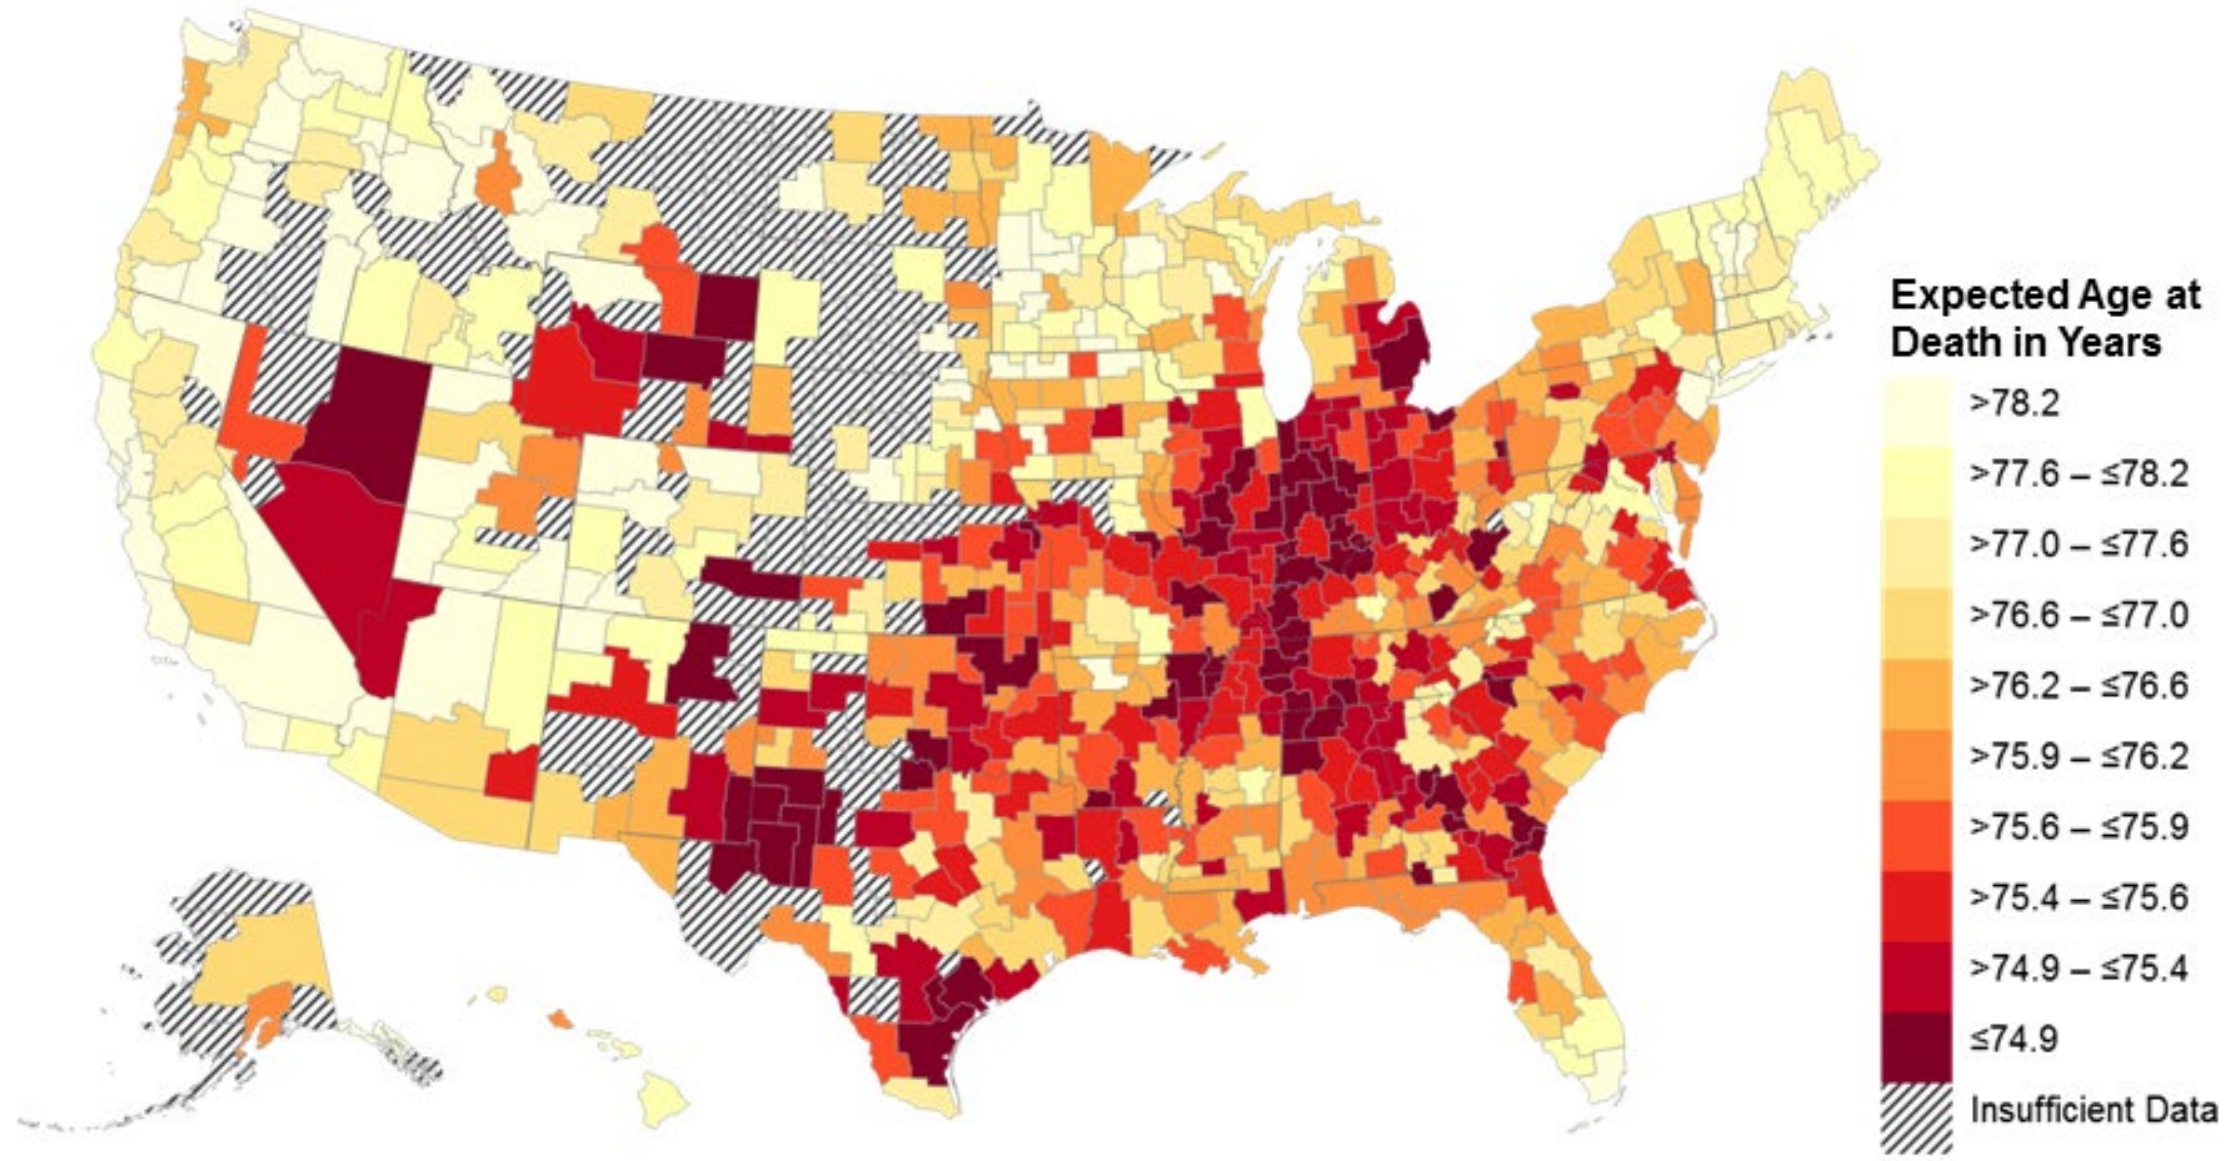 Expected Age at
Death in Years
>78.2
>77.6 – ≤78.2
>77.0 – ≤77.6
>76.6 – ≤77.0
>76.2 – ≤76.6
>75.9 – ≤76.2
>75.6 – ≤75.9
>75.4 – ≤75.6
>74.9 – ≤75.4
≤74.9
Insufficient Data